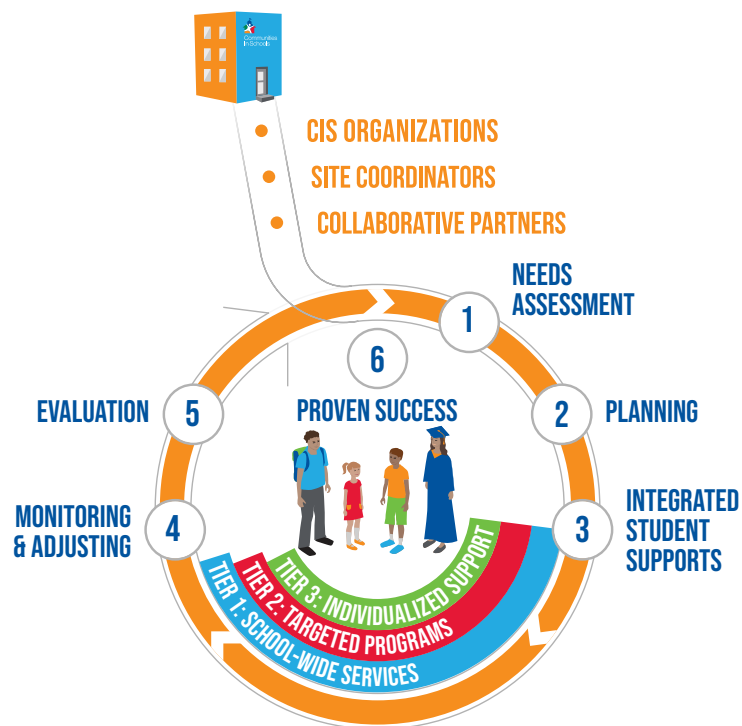 Communities
In Schools
CIS ORGANIZATIONS
SITE COORDINATORS
COLLABORATIVE PARTNERS
1
NEEDS
ASSESSMENT
2
PLANNING
3
INTEGRATED
STUDENT
SUPPORTS
4
MONITORING
& ADJUSTING
5
EVALUATION
6
PROVEN SUCCESS
TIER 3: INDIVIDUALIZED SUPPORT
TIER 2: TARGETED PROGRAMS
TIER 1: SCHOOL-WIDE SERVICES